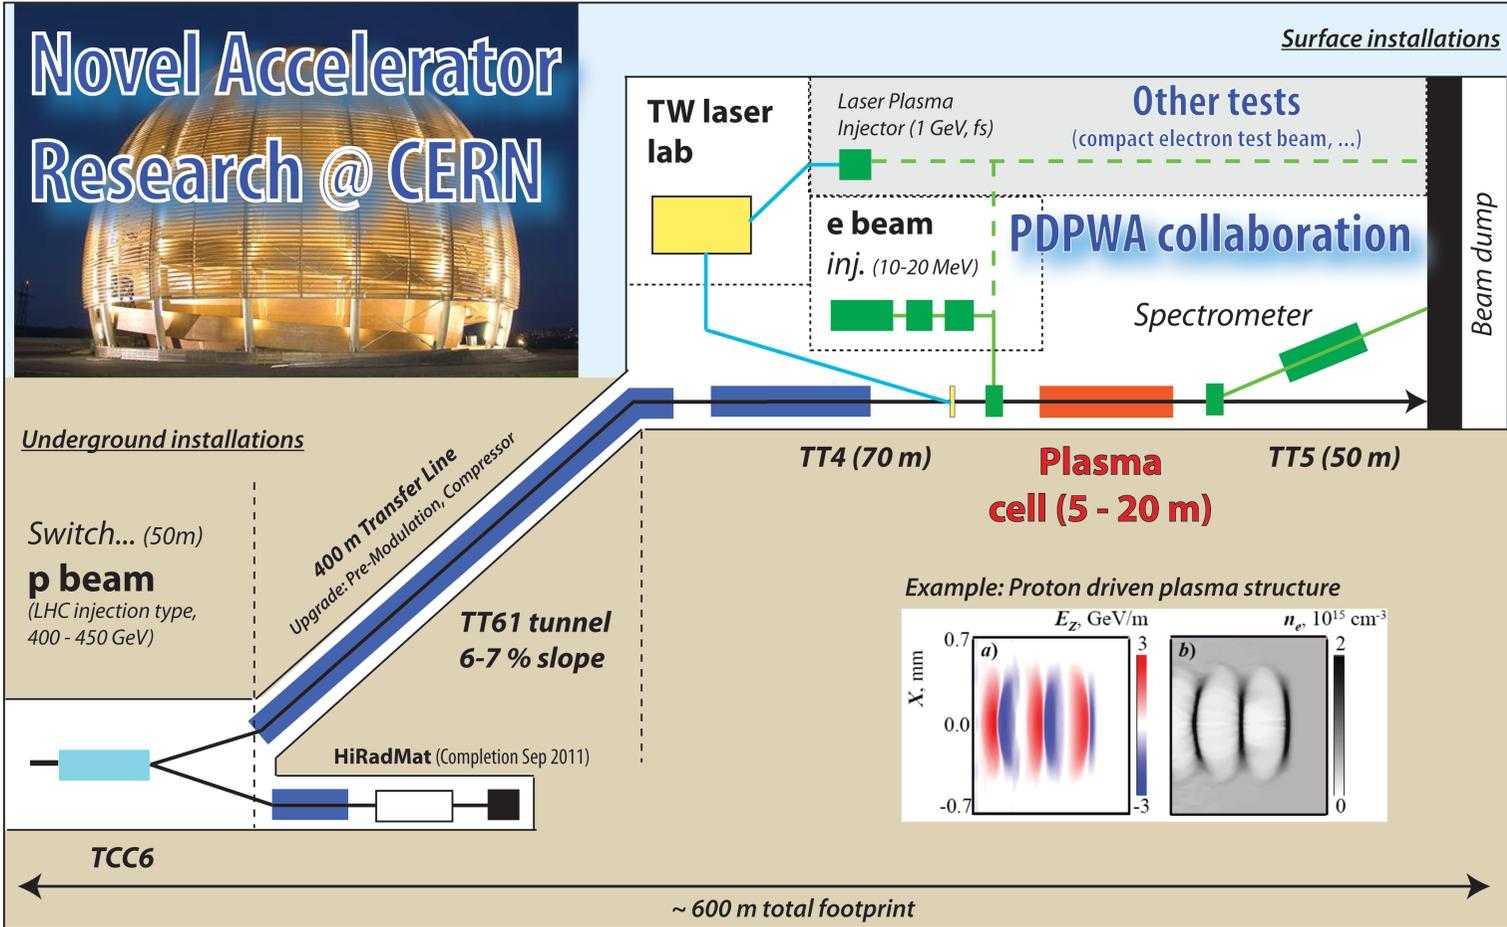 Novel Accelerator
Research @ CERN
Surface installations
TW laser
lab
Laser Plasma
Injector (1 GeV, fs)
Other tests
(compact electron test beam, ...)
e beam
inj. (10-20 MeV)
PDPWA collaboration
Spectrometer
Beam dump
Underground installations
TT4 (70 m)
Plasma
cell (5 - 20 m)
TT5 (50 m)
400 m Transfer Line
Upgrade: Pre-Modulation, Compressor
Switch... (50m)
p beam
(LHC injection type,
400 - 450 GeV)
TT61 tunnel
6-7 % slope
HiRadMat (Completion Sep 2011)
TCC6
Example: Proton driven plasma structure
E_z, GeV/m
n_e, 10¹⁵ cm⁻³
0.7
a)
3
b)
2
X, mm
0.0
-0.7
-3
0
~ 600 m total footprint